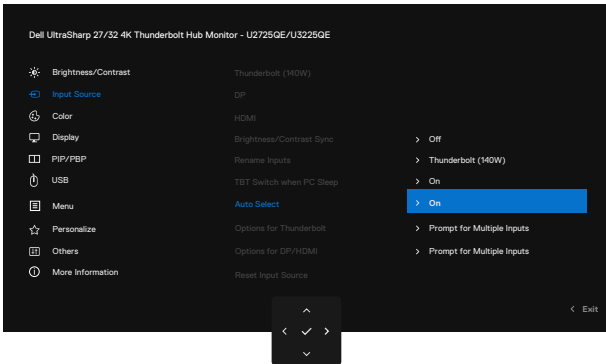 Dell UltraSharp 27/32 4K Thunderbolt Hub Monitor - U2725QE/U3225QE
Brightness/Contrast
Input Source
Color
Display
PIP/PBP
USB
Menu
Personalize
Others
More Information
Thunderbolt (140W)
DP
HDMI
Brightness/Contrast Sync
Rename Inputs
TBT Switch when PC Sleep
Auto Select
Options for Thunderbolt
Options for DP/HDMI
Reset Input Source
Off
Thunderbolt (140W)
On
On
Prompt for Multiple Inputs
Prompt for Multiple Inputs
Exit